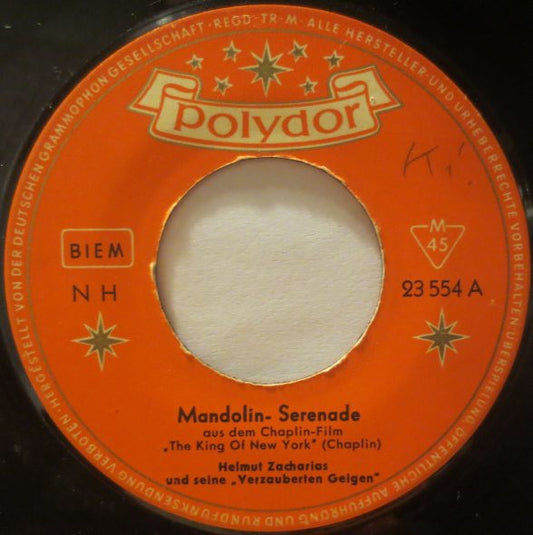 HERGESTELLT VON DER DEUTSCHEN GRAMMOPHON GESELLSCHAFT · REGD·TR·M· ALLE HERSTELLER- UND URHEBERRECHTE VORBEHALTEN · ÜBERSPIELUNG, ÖFFENTLICHE AUFFÜHRUNG UND RUNDFUNKSENDUNG VERBOTEN ·
Polydor
Ki!
BIEM
M
45
NH
23 554 A
Mandolin- Serenade
aus dem Chaplin-Film
„The King Of New York" (Chaplin)
Helmut Zacharias
und seine „Verzauberten Geigen"